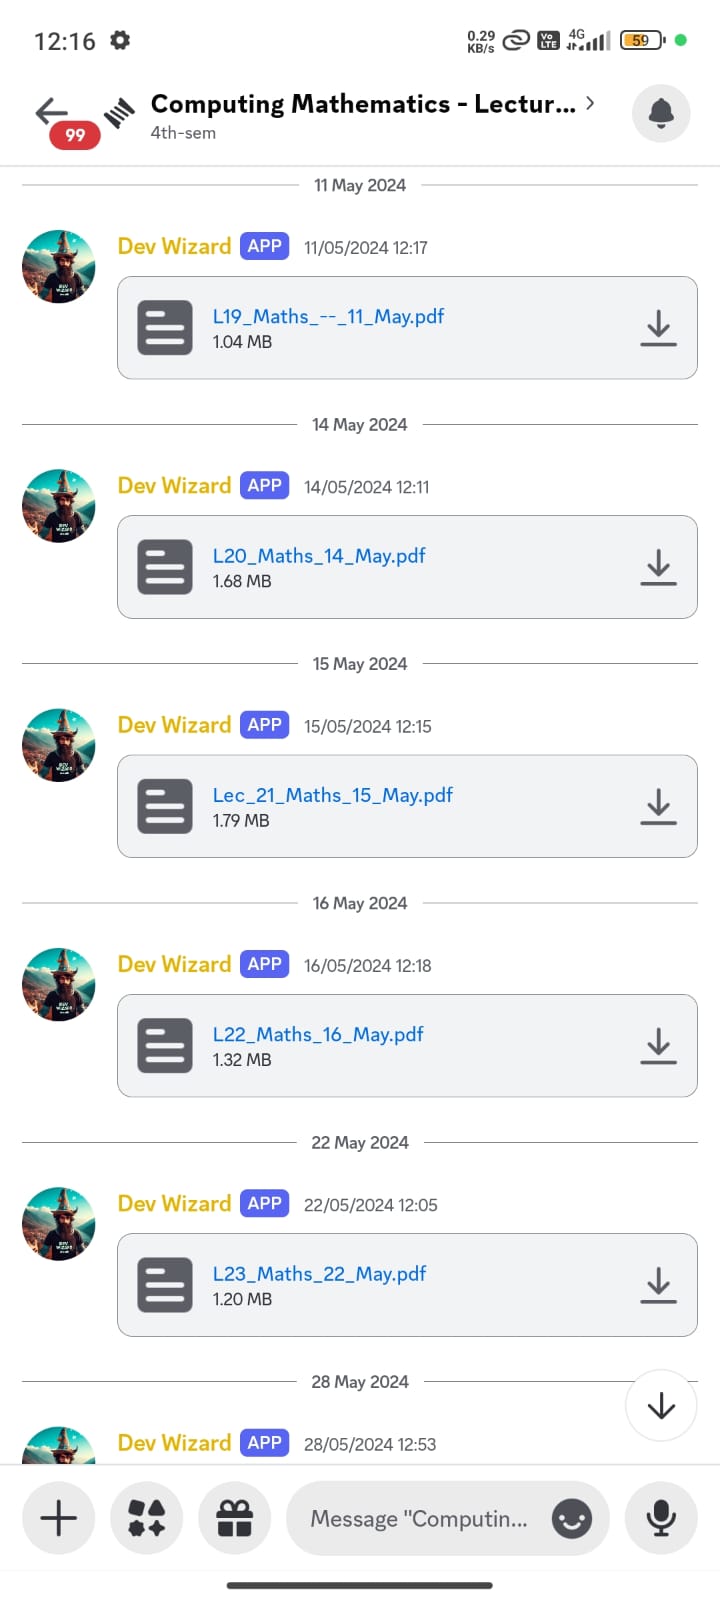 12:16
0.29
KB/s
Vo
LTE
4G
59
Computing Mathematics - Lectur...
99
4th-sem
11 May 2024
Dev Wizard APP 11/05/2024 12:17
L19_Maths_--_11_May.pdf
1.04 MB
14 May 2024
Dev Wizard APP 14/05/2024 12:11
L20_Maths_14_May.pdf
1.68 MB
15 May 2024
Dev Wizard APP 15/05/2024 12:15
Lec_21_Maths_15_May.pdf
1.79 MB
16 May 2024
Dev Wizard APP 16/05/2024 12:18
L22_Maths_16_May.pdf
1.32 MB
22 May 2024
Dev Wizard APP 22/05/2024 12:05
L23_Maths_22_May.pdf
1.20 MB
28 May 2024
Dev Wizard APP 28/05/2024 12:53
Message "Computin...